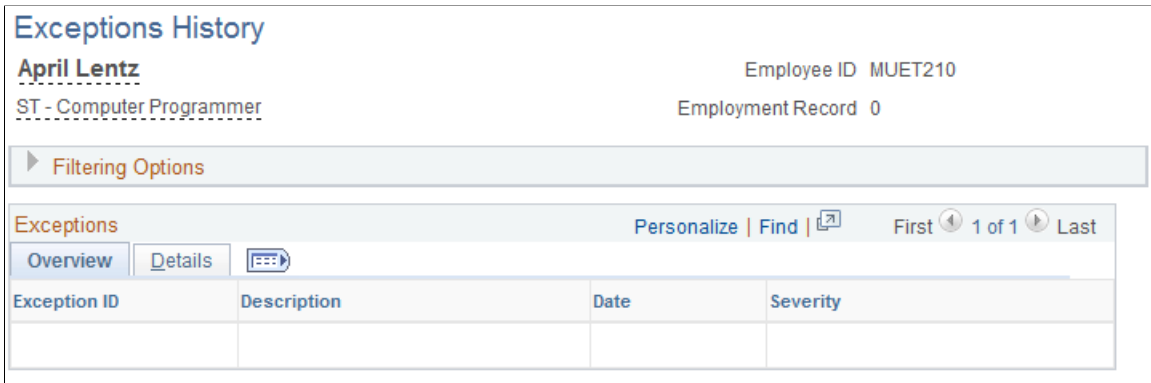 Exceptions History
April Lentz Employee ID MUET210
ST - Computer Programmer Employment Record 0
Filtering Options
Exceptions Personalize | Find | First 1 of 1 Last
Overview Details
Exception ID Description Date Severity